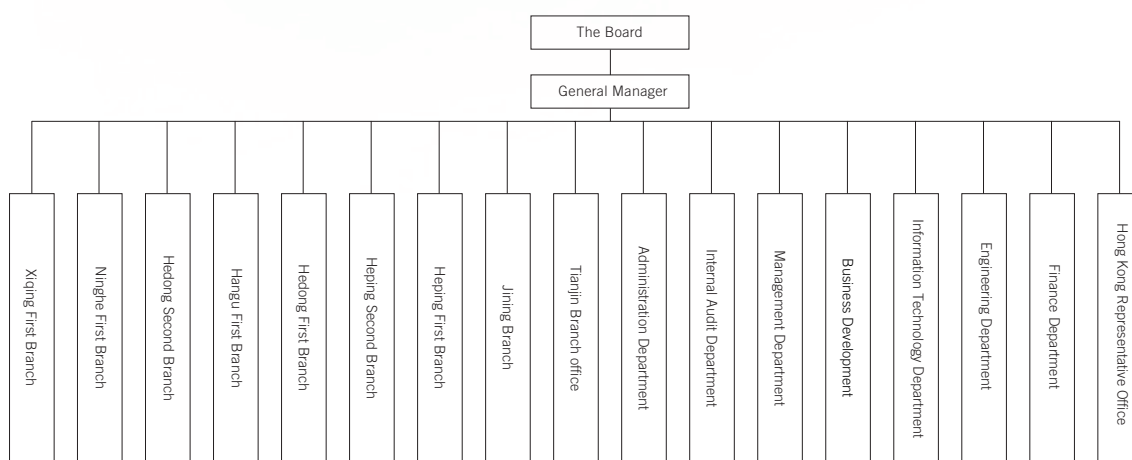 The Board
General Manager
Xiqing First Branch
Ninghe First Branch
Hedong Second Branch
Hangu First Branch
Hedong First Branch
Heping Second Branch
Heping First Branch
Jining Branch
Tianjin Branch office
Administration Department
Internal Audit Department
Management Department
Business Development
Information Technology Department
Engineering Department
Finance Department
Hong Kong Representative Office